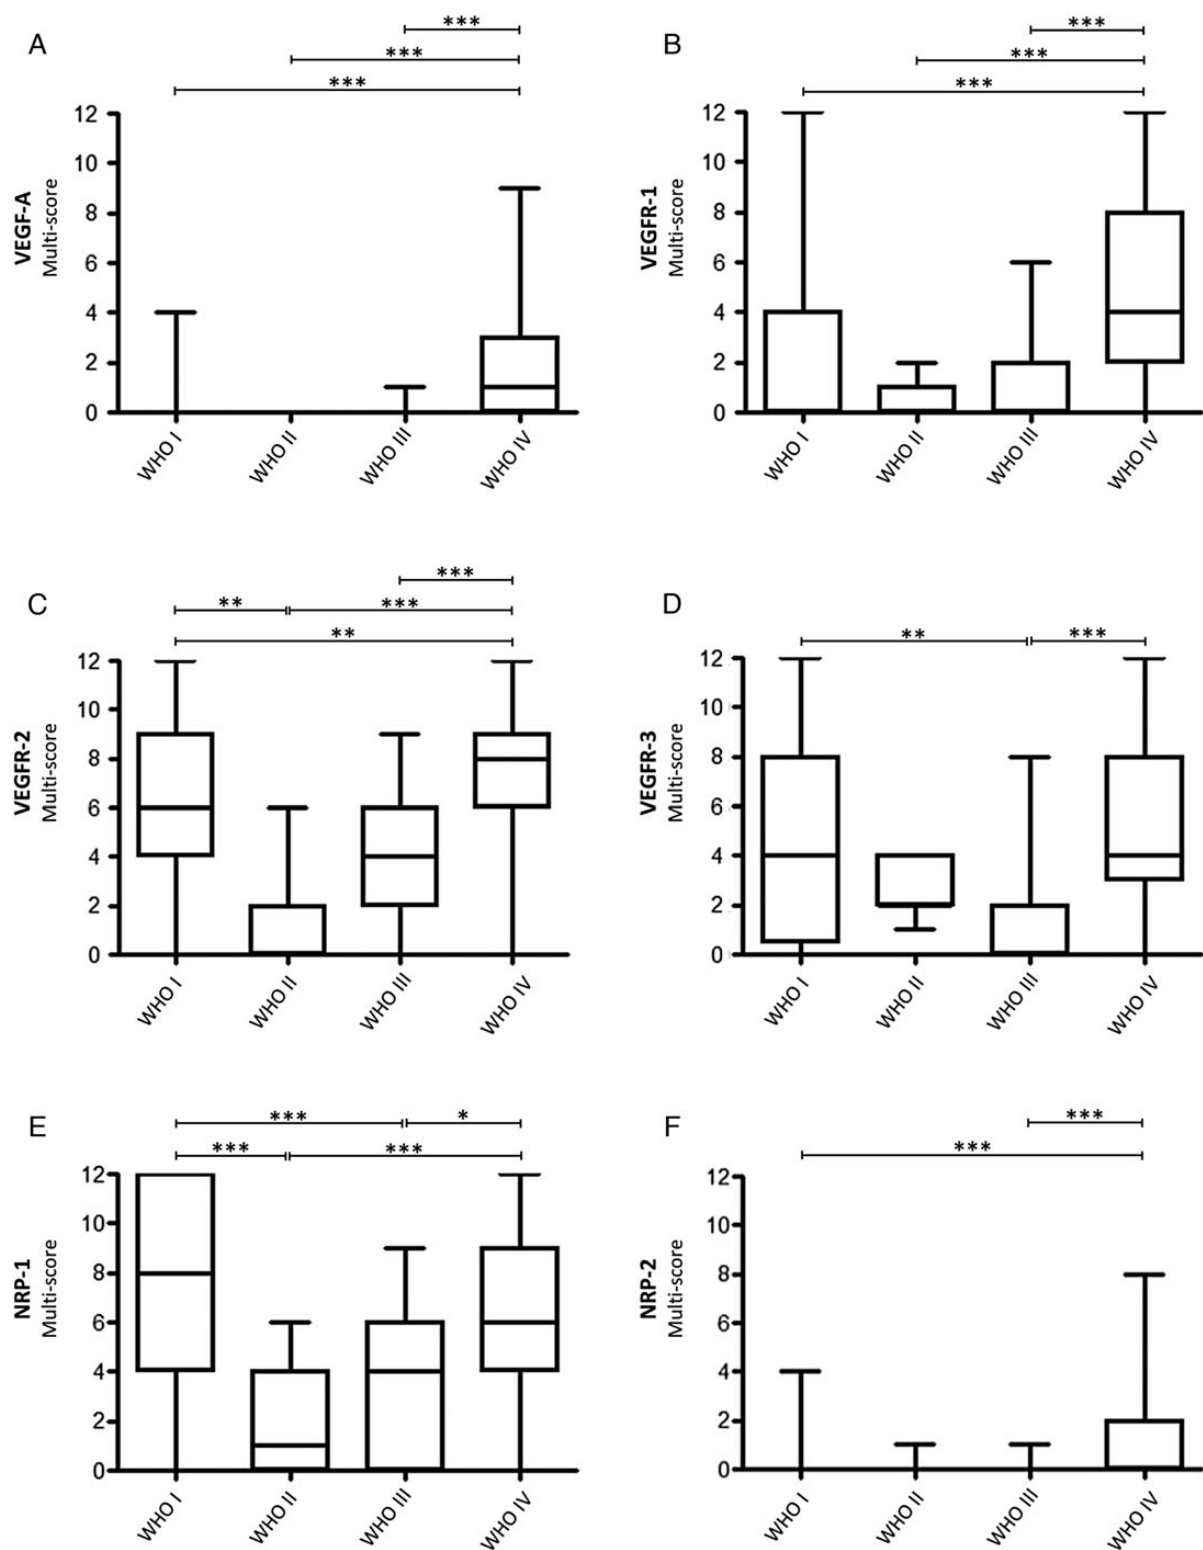 A
***
***
***
VEGF-A
Multi-score
12
10
8
6
4
2
0
WHO I
WHO II
WHO III
WHO IV
B
***
***
***
VEGFR-1
Multi-score
12
10
8
6
4
2
0
WHO I
WHO II
WHO III
WHO IV
C
***
** ***
**
VEGFR-2
Multi-score
12
10
8
6
4
2
0
WHO I
WHO II
WHO III
WHO IV
D
** ***
VEGFR-3
Multi-score
12
10
8
6
4
2
0
WHO I
WHO II
WHO III
WHO IV
E
*** *
*** ***
NRP-1
Multi-score
12
10
8
6
4
2
0
WHO I
WHO II
WHO III
WHO IV
F
***
***
NRP-2
Multi-score
12
10
8
6
4
2
0
WHO I
WHO II
WHO III
WHO IV